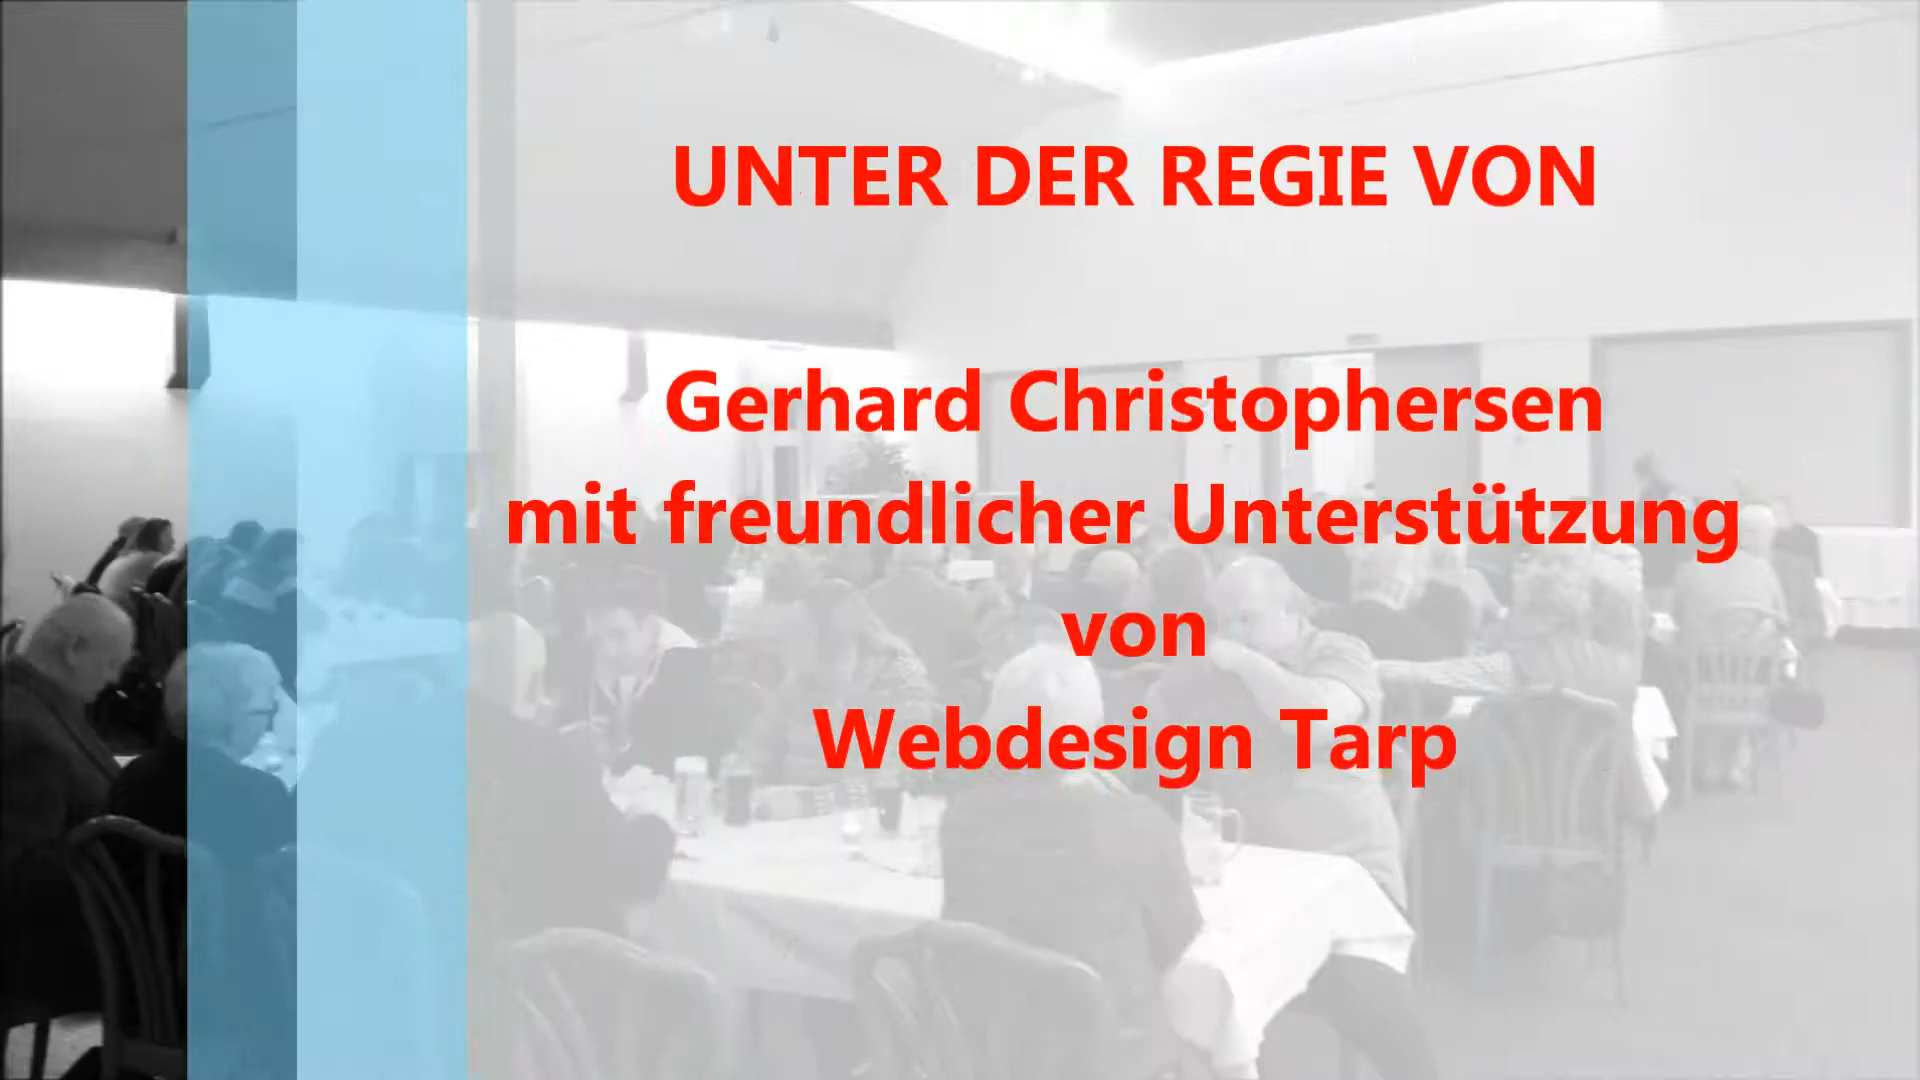 UNTER DER REGIE VON
Gerhard Christophersen
mit freundlicher Unterstützung
von
Webdesign Tarp